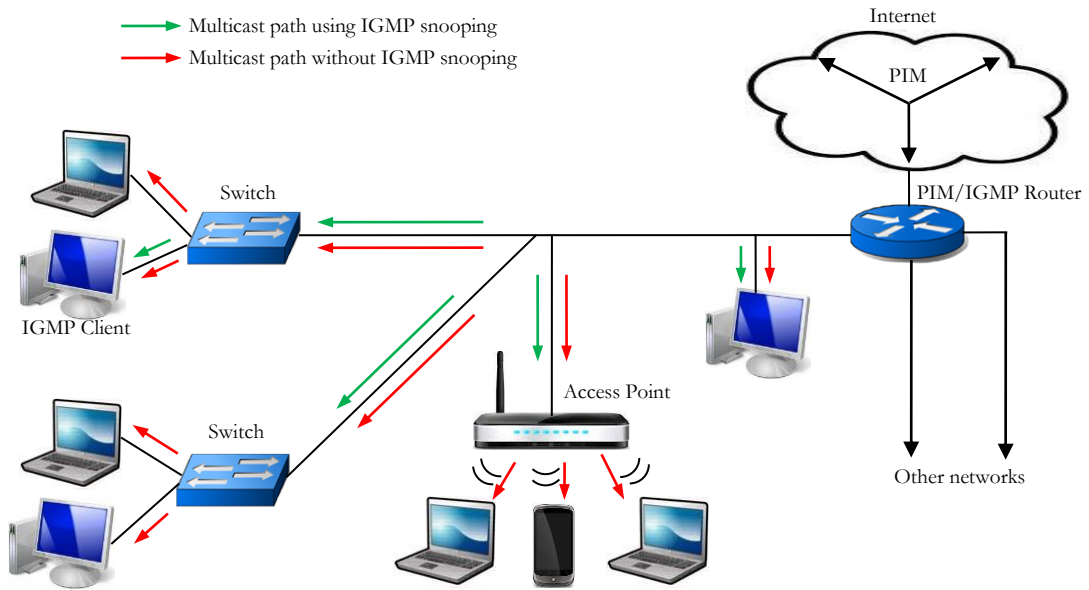 Multicast path using IGMP snooping
Multicast path without IGMP snooping
Internet
PIM
PIM/IGMP Router
Switch
IGMP Client
Switch
Access Point
Other networks